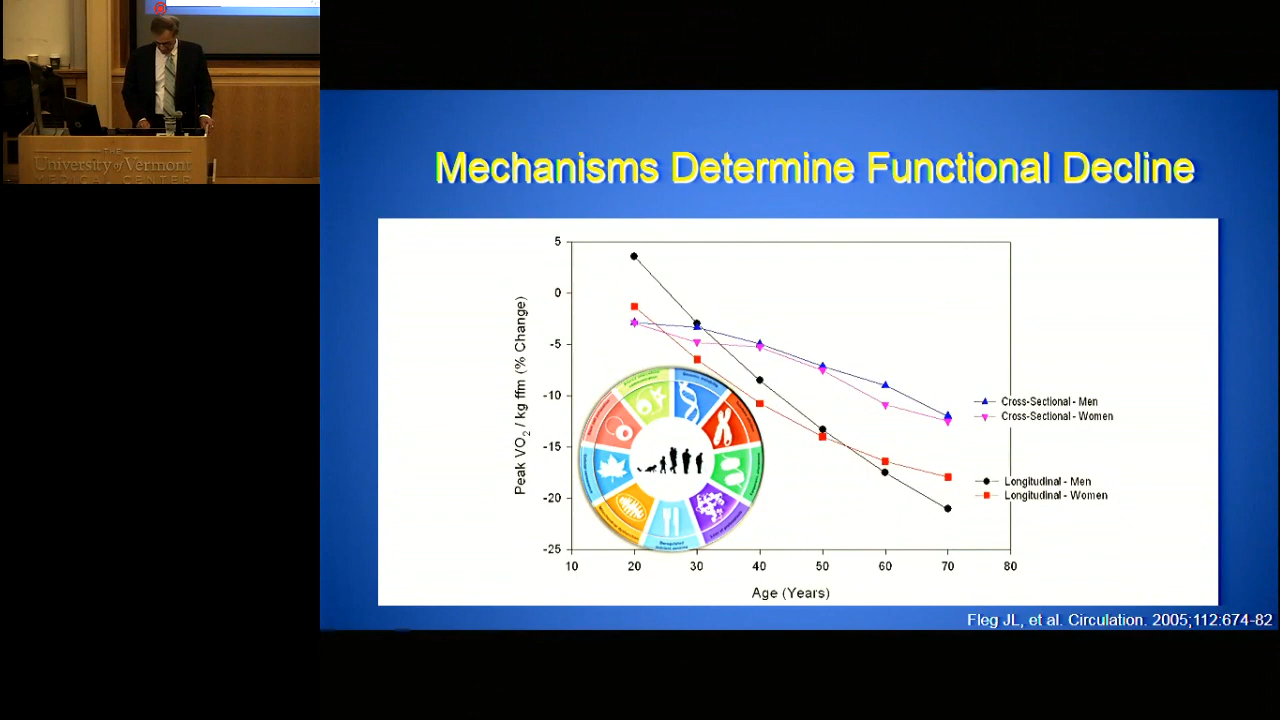 THE
University of Vermont
MEDICAL CENTER
Mechanisms Determine Functional Decline
Peak VO2 / kg ffm (% Change)
5
0
-5
-10
-15
-20
-25
10 20 30 40 50 60 70 80
Age (Years)
Cross-Sectional - Men
Cross-Sectional - Women
Longitudinal - Men
Longitudinal - Women
Fleg JL, et al. Circulation. 2005;112:674-82